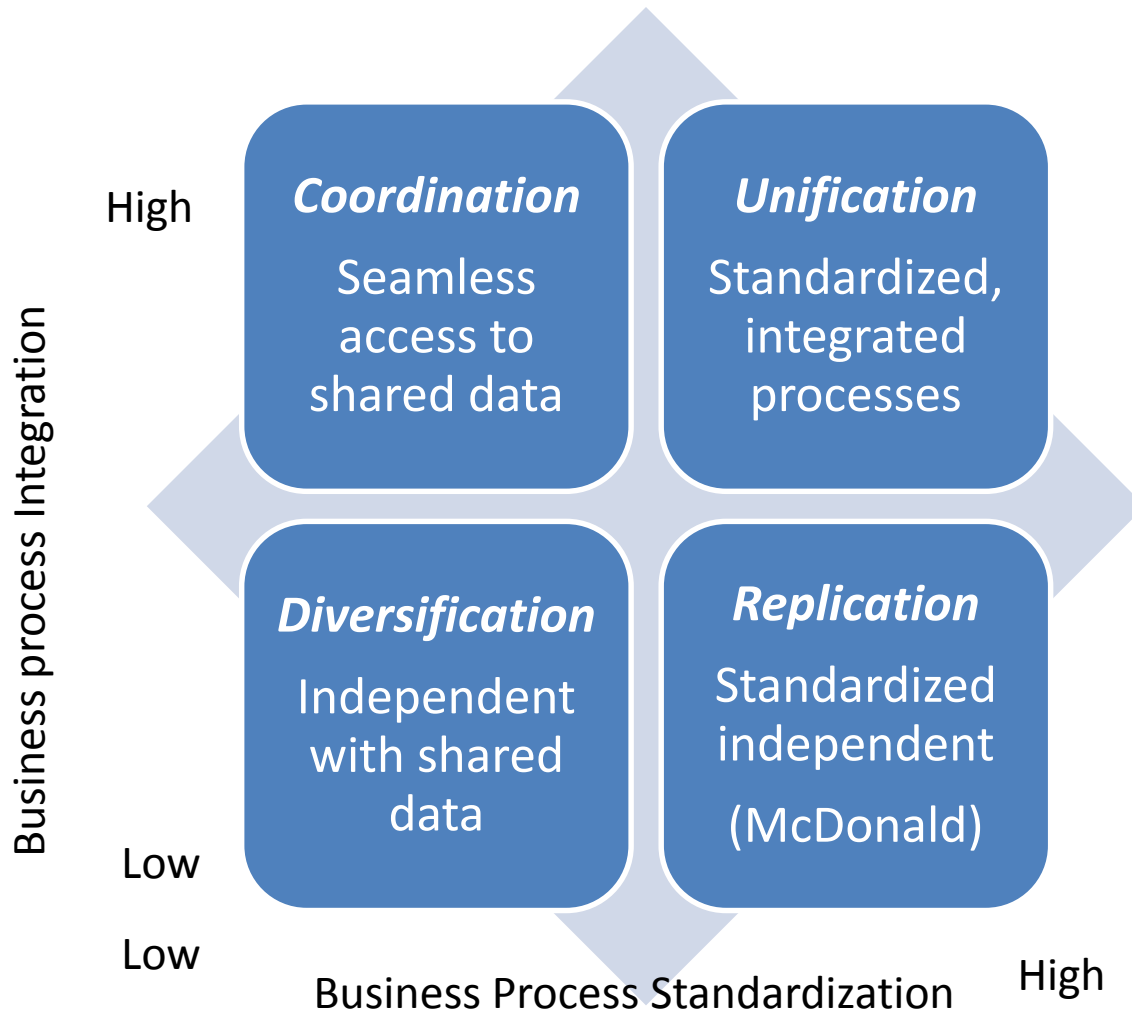 High
Coordination
Seamless
access to
shared data
Unification
Standardized,
integrated
processes
Business process Integration
Diversification
Independent
with shared
data
Replication
Standardized
independent
(McDonald)
Low
Low
Business Process Standardization
High